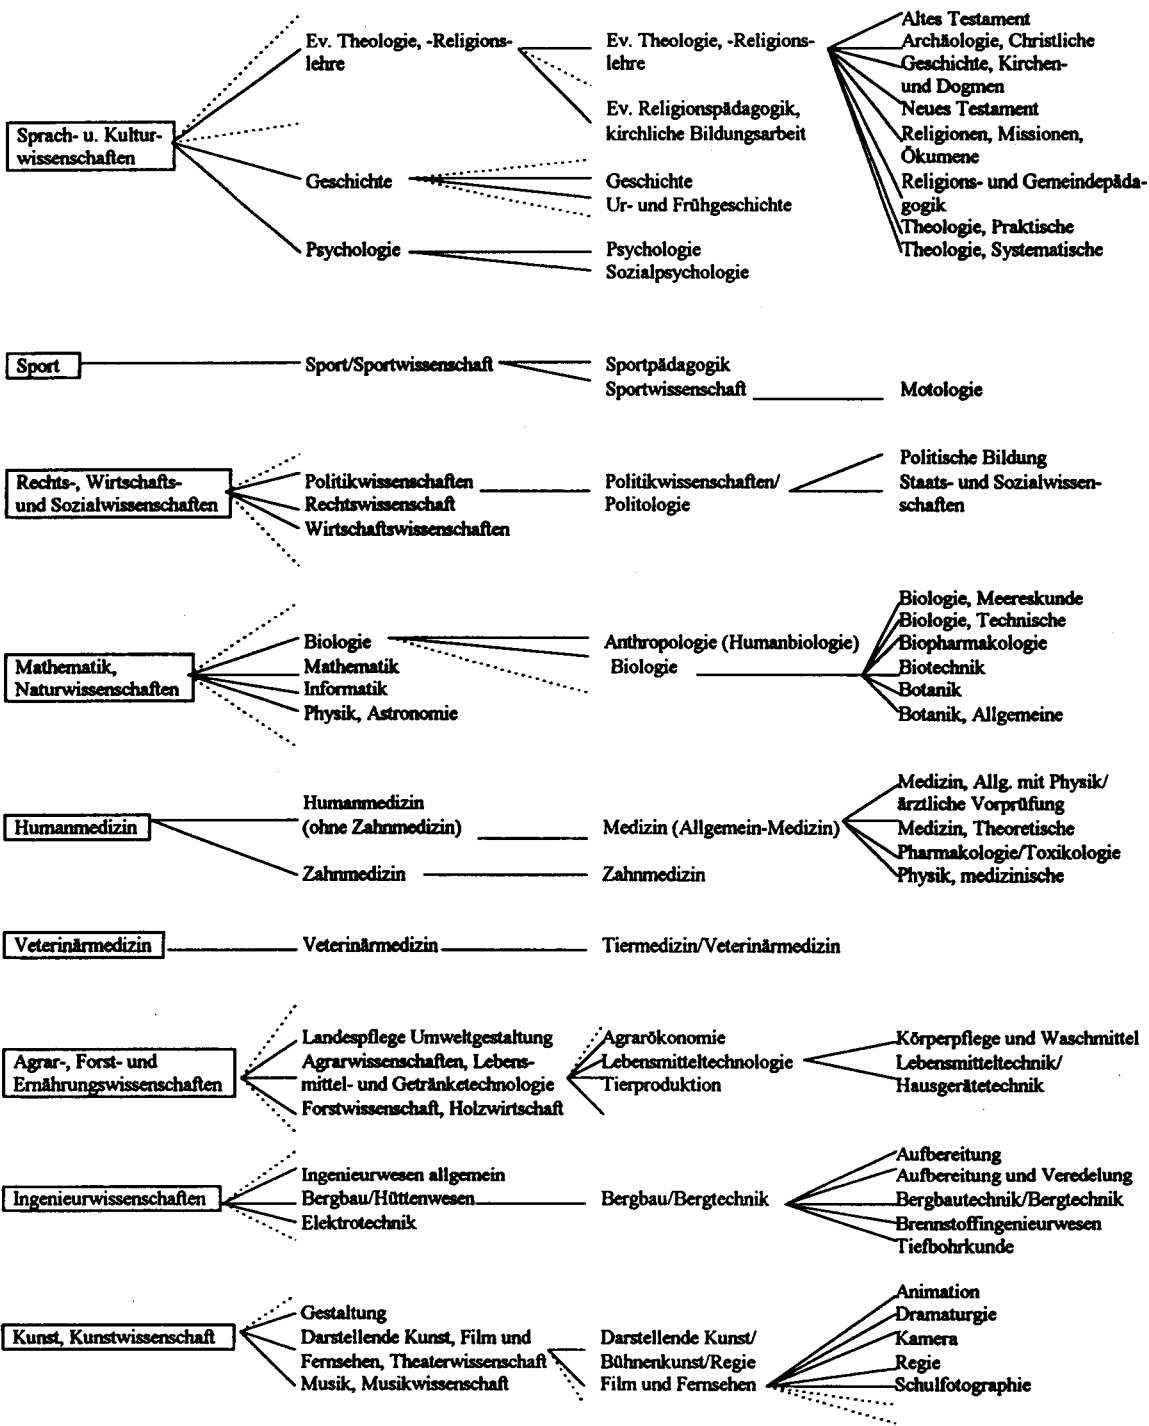 Sprach- u. Kultur-
wissenschaften
Ev. Theologie, -Religions-
lehre
Geschichte
Psychologie
Ev. Theologie, -Religions-
lehre
Ev. Religionspädagogik,
kirchliche Bildungsarbeit
Geschichte
Ur- und Frühgeschichte
Psychologie
Sozialpsychologie
Altes Testament
Archäologie, Christliche
Geschichte, Kirchen-
und Dogmen
Neues Testament
Religionen, Missionen,
Ökumene
Religions- und Gemeindepäda-
gogik
Theologie, Praktische
Theologie, Systematische
Sport
Sport/Sportwissenschaft
Sportpädagogik
Sportwissenschaft
Motologie
Rechts-, Wirtschafts-
und Sozialwissenschaften
Politikwissenschaften
Rechtswissenschaft
Wirtschaftswissenschaften
Politikwissenschaften/
Politologie
Politische Bildung
Staats- und Sozialwissen-
schaften
Mathematik,
Naturwissenschaften
Biologie
Mathematik
Informatik
Physik, Astronomie
Anthropologie (Humanbiologie)
Biologie
Biologie, Meereskunde
Biologie, Technische
Biopharmakologie
Biotechnik
Botanik
Botanik, Allgemeine
Humanmedizin
Humanmedizin
(ohne Zahnmedizin)
Zahnmedizin
Medizin (Allgemein-Medizin)
Zahnmedizin
Medizin, Allg. mit Physik/
ärztliche Vorprüfung
Medizin, Theoretische
Pharmakologie/Toxikologie
Physik, medizinische
Veterinärmedizin
Veterinärmedizin
Tiermedizin/Veterinärmedizin
Agrar-, Forst- und
Ernährungswissenschaften
Landespflege Umweltgestaltung
Agrarwissenschaften, Lebens-
mittel- und Getränketechnologie
Forstwissenschaft, Holzwirtschaft
Agrarökonomie
Lebensmitteltechnologie
Tierproduktion
Körperpflege und Waschmittel
Lebensmitteltechnik/
Hausgerätetechnik
Ingenieurwissenschaften
Ingenieurwesen allgemein
Bergbau/Hüttenwesen
Elektrotechnik
Bergbau/Bergtechnik
Aufbereitung
Aufbereitung und Veredelung
Bergbautechnik/Bergtechnik
Brennstoffingenieurwesen
Tiefbohrkunde
Kunst, Kunstwissenschaft
Gestaltung
Darstellende Kunst, Film und
Fernsehen, Theaterwissenschaft
Musik, Musikwissenschaft
Darstellende Kunst/
Bühnenkunst/Regie
Film und Fernsehen
Animation
Dramaturgie
Kamera
Regie
Schulfotographie